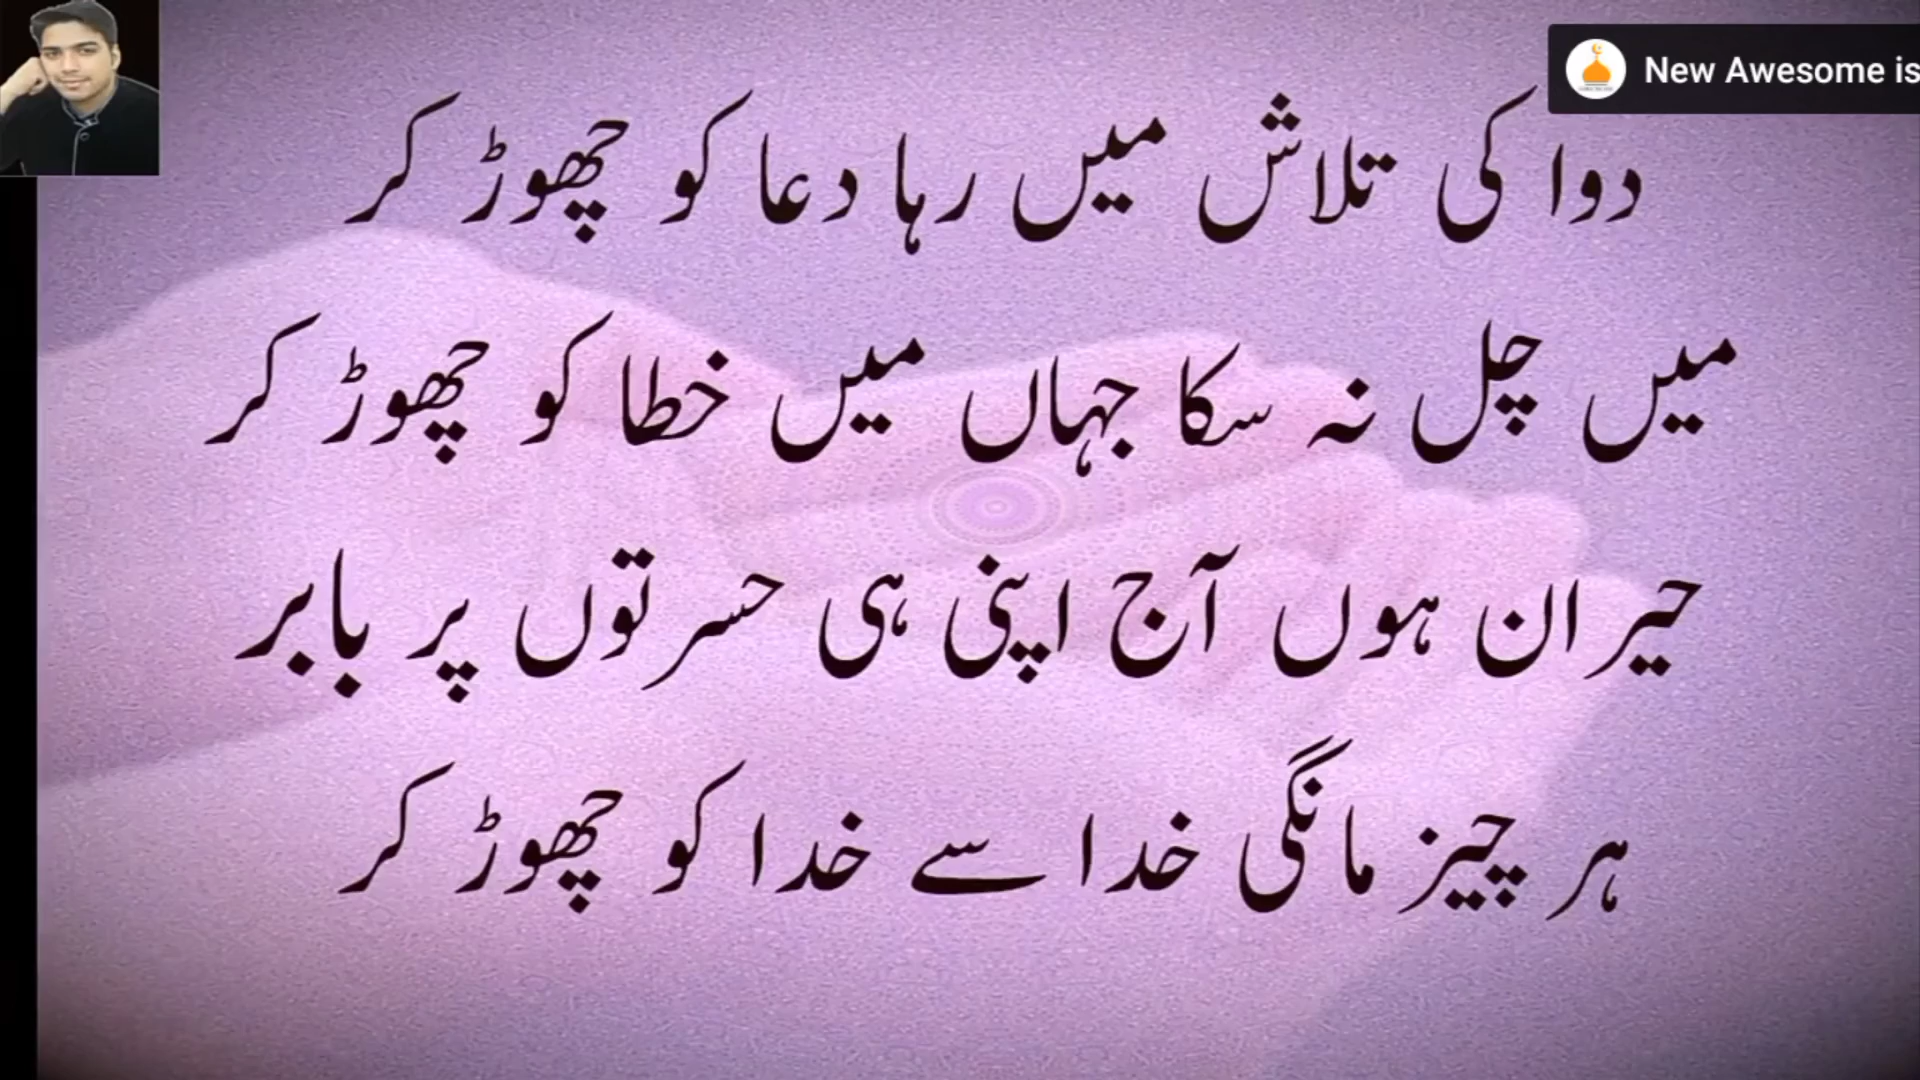 New Awesome is
دوا کی تلاش میں رہا دعا کو چھوڑ کر
میں چل نہ سکا جہاں میں خطا کو چھوڑ کر
حیران ہوں آج اپنی ہی حسرتوں پر بابر
ہر چیز مانگی خدا سے خدا کو چھوڑ کر